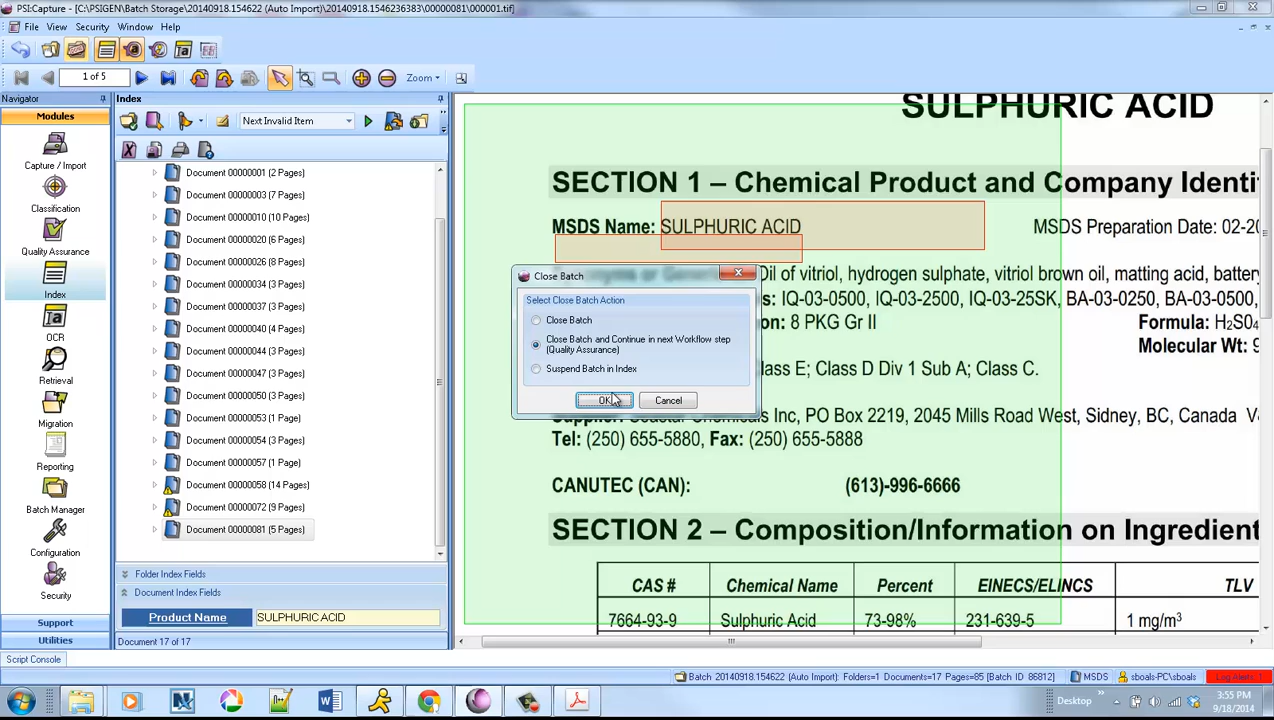 PSI:Capture - [C:\PSIGEN\Batch Storage\20140918.154622 (Auto Import)\20140918.1546236383\00000081\000001.tif]
File View Security Window Help
1 of 5
Zoom
Navigator
Modules
Capture / Import
Classification
Quality Assurance
Index
OCR
Retrieval
Migration
Reporting
Batch Manager
Configuration
Security
Support
Utilities
Index
Next Invalid Item
Document 00000001 (2 Pages)
Document 00000003 (7 Pages)
Document 00000010 (10 Pages)
Document 00000020 (6 Pages)
Document 00000026 (8 Pages)
Document 00000034 (3 Pages)
Document 00000037 (3 Pages)
Document 00000040 (4 Pages)
Document 00000044 (3 Pages)
Document 00000047 (3 Pages)
Document 00000050 (3 Pages)
Document 00000053 (1 Page)
Document 00000054 (3 Pages)
Document 00000057 (1 Page)
Document 00000058 (14 Pages)
Document 00000072 (9 Pages)
Document 00000081 (5 Pages)
Folder Index Fields
Document Index Fields
Product Name SULPHURIC ACID
Document 17 of 17
SULPHURIC ACID
SECTION 1 – Chemical Product and Company Identi
MSDS Name: SULPHURIC ACID MSDS Preparation Date: 02-20
Oil of vitriol, hydrogen sulphate, vitriol brown oil, matting acid, batter
s: IQ-03-0500, IQ-03-2500, IQ-03-25SK, BA-03-0250, BA-03-0500,
on: 8 PKG Gr II Formula: H₂S0₄
Molecular Wt: 9
lass E; Class D Div 1 Sub A; Class C.
Supplier: Seastar Chemicals Inc, PO Box 2219, 2045 Mills Road West, Sidney, BC, Canada V
Tel: (250) 655-5880, Fax: (250) 655-5888
CANUTEC (CAN): (613)-996-6666
SECTION 2 – Composition/Information on Ingredient
CAS # Chemical Name Percent EINECS/ELINCS TLV
7664-93-9 Sulphuric Acid 73-98% 231-639-5 1 mg/m³
Close Batch
Select Close Batch Action
Close Batch
Close Batch and Continue in next Workflow step
(Quality Assurance)
Suspend Batch in Index
OK Cancel
Script Console
Batch 20140918.154622 (Auto Import): Folders=1 Documents=17 Pages=85 [Batch ID 86812] MSDS sboals-PC\sboals Log Alerts: 1
Desktop
3:55 PM
9/18/2014